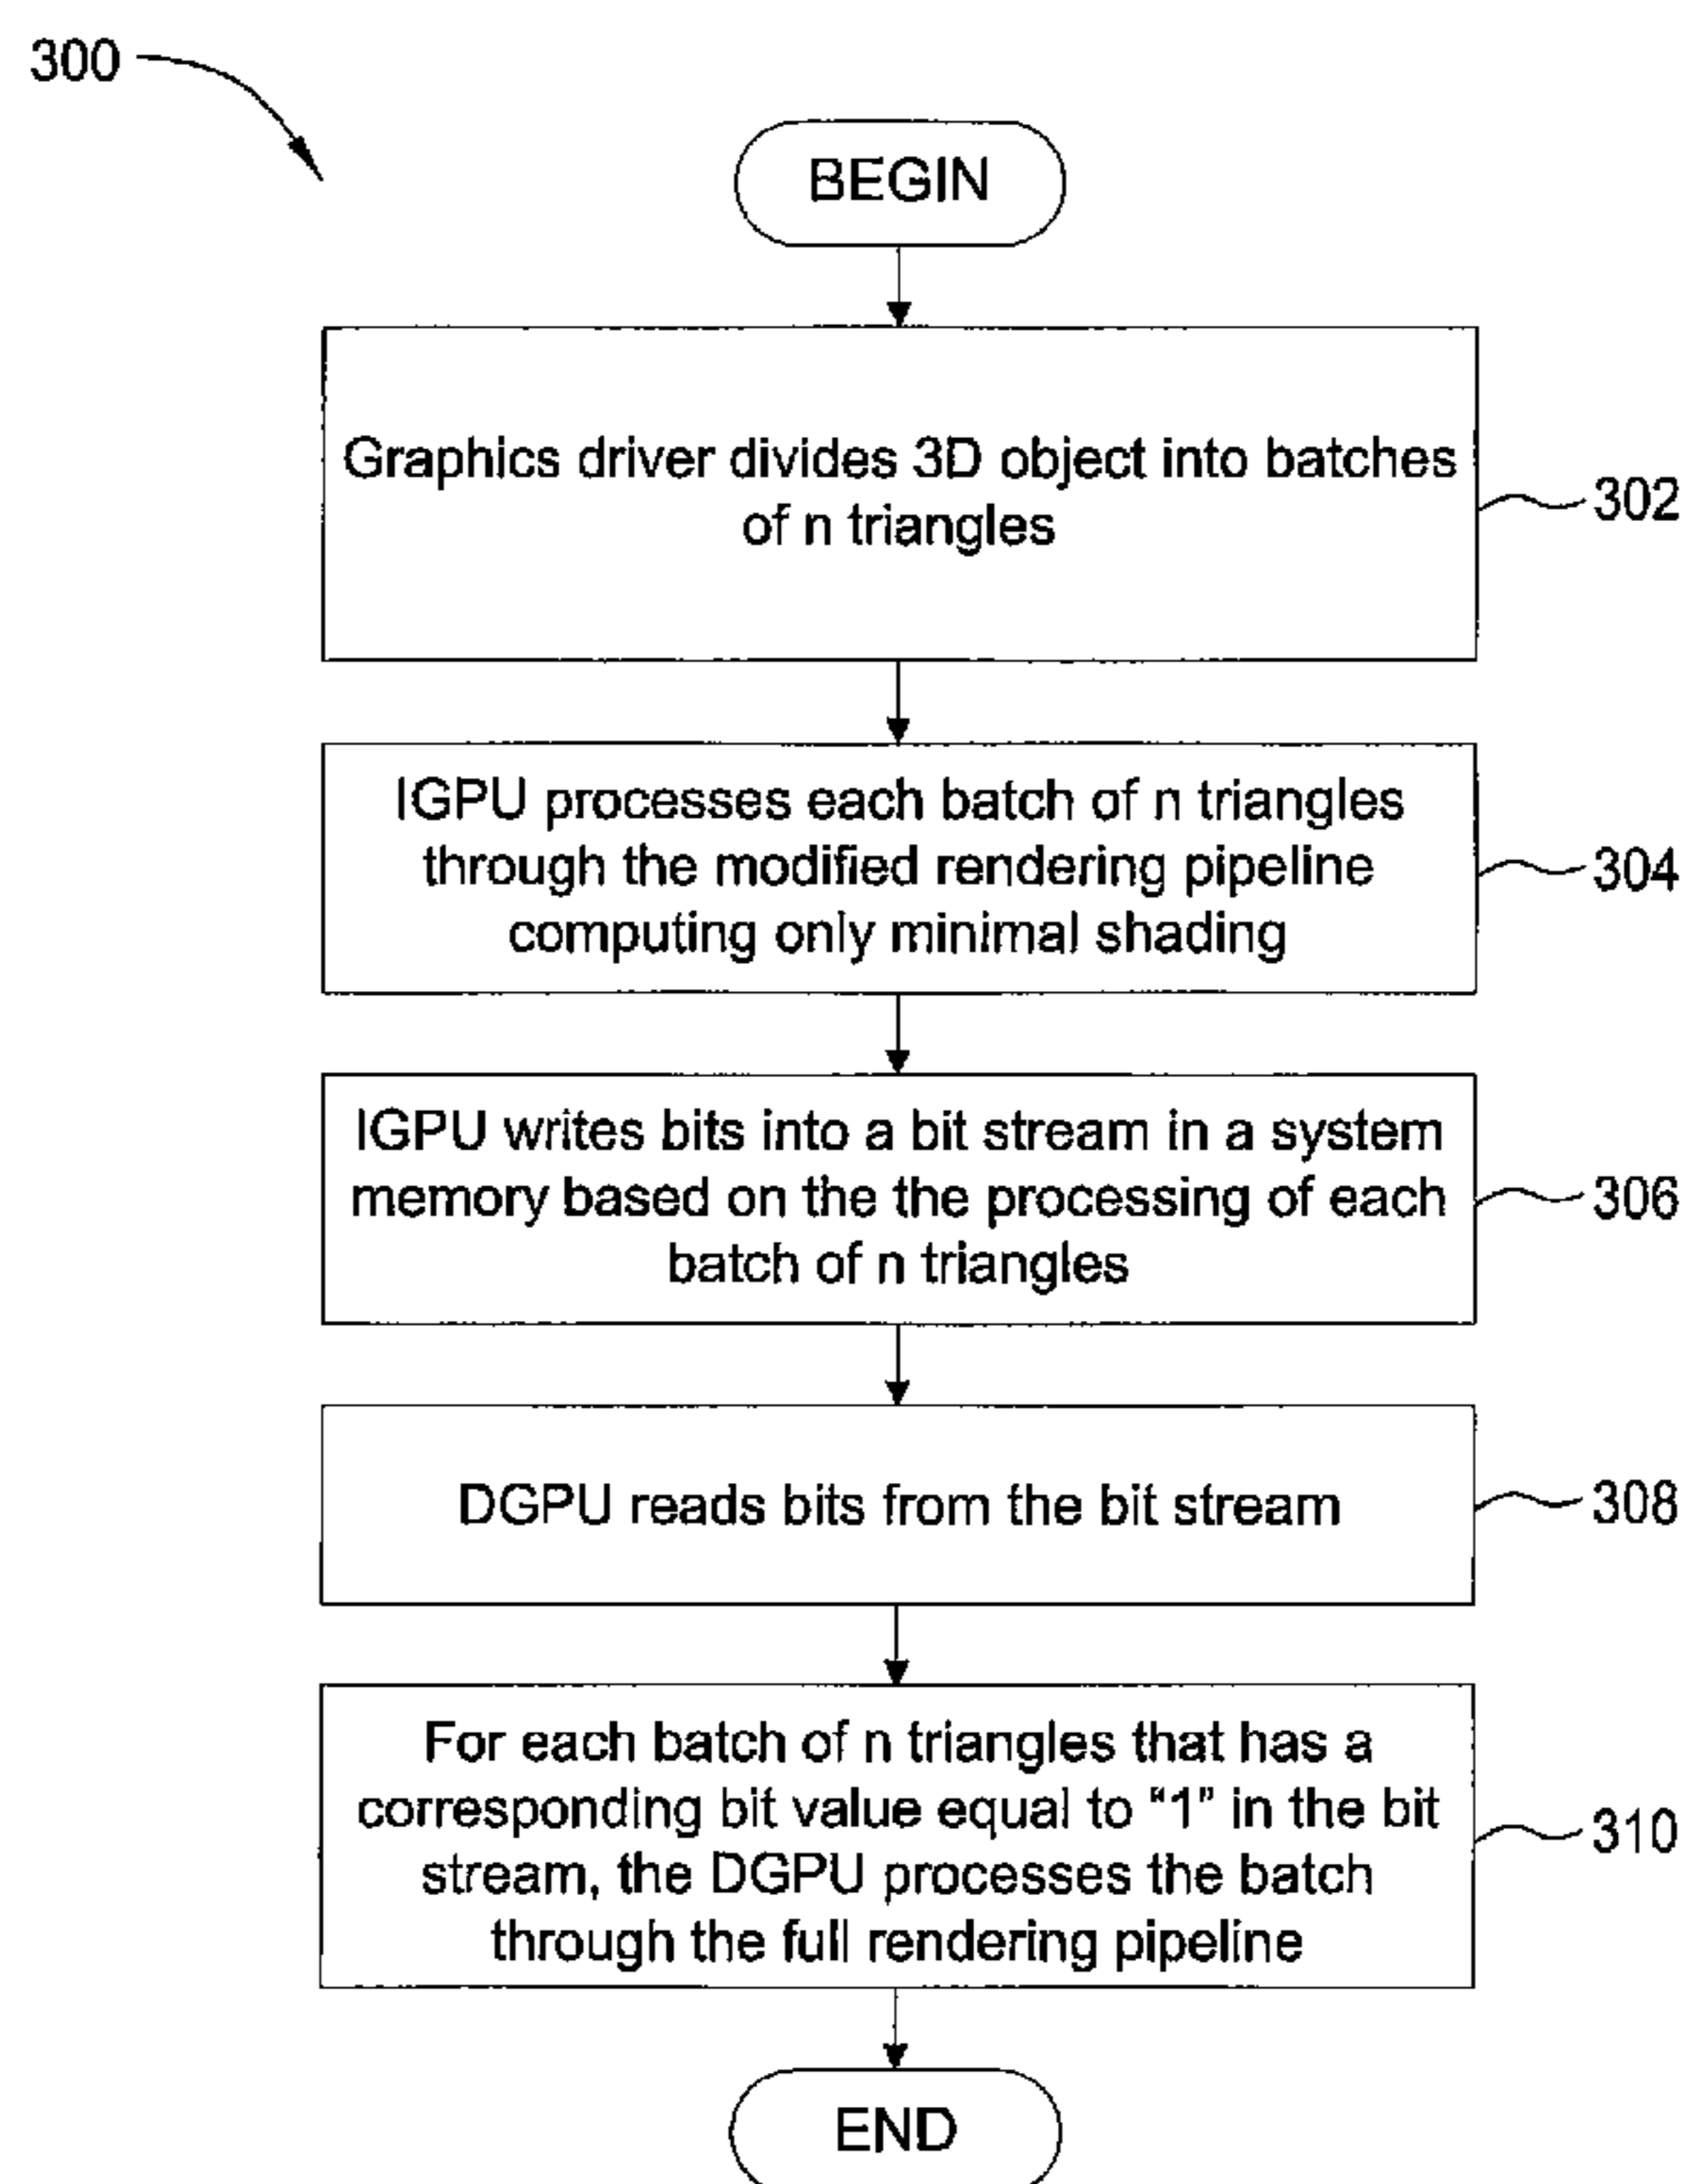 300
BEGIN
Graphics driver divides 3D object into batches
of n triangles
302
IGPU processes each batch of n triangles
through the modified rendering pipeline
computing only minimal shading
304
IGPU writes bits into a bit stream in a system
memory based on the the processing of each
batch of n triangles
306
DGPU reads bits from the bit stream
308
For each batch of n triangles that has a
corresponding bit value equal to “1” in the bit
stream, the DGPU processes the batch
through the full rendering pipeline
310
END